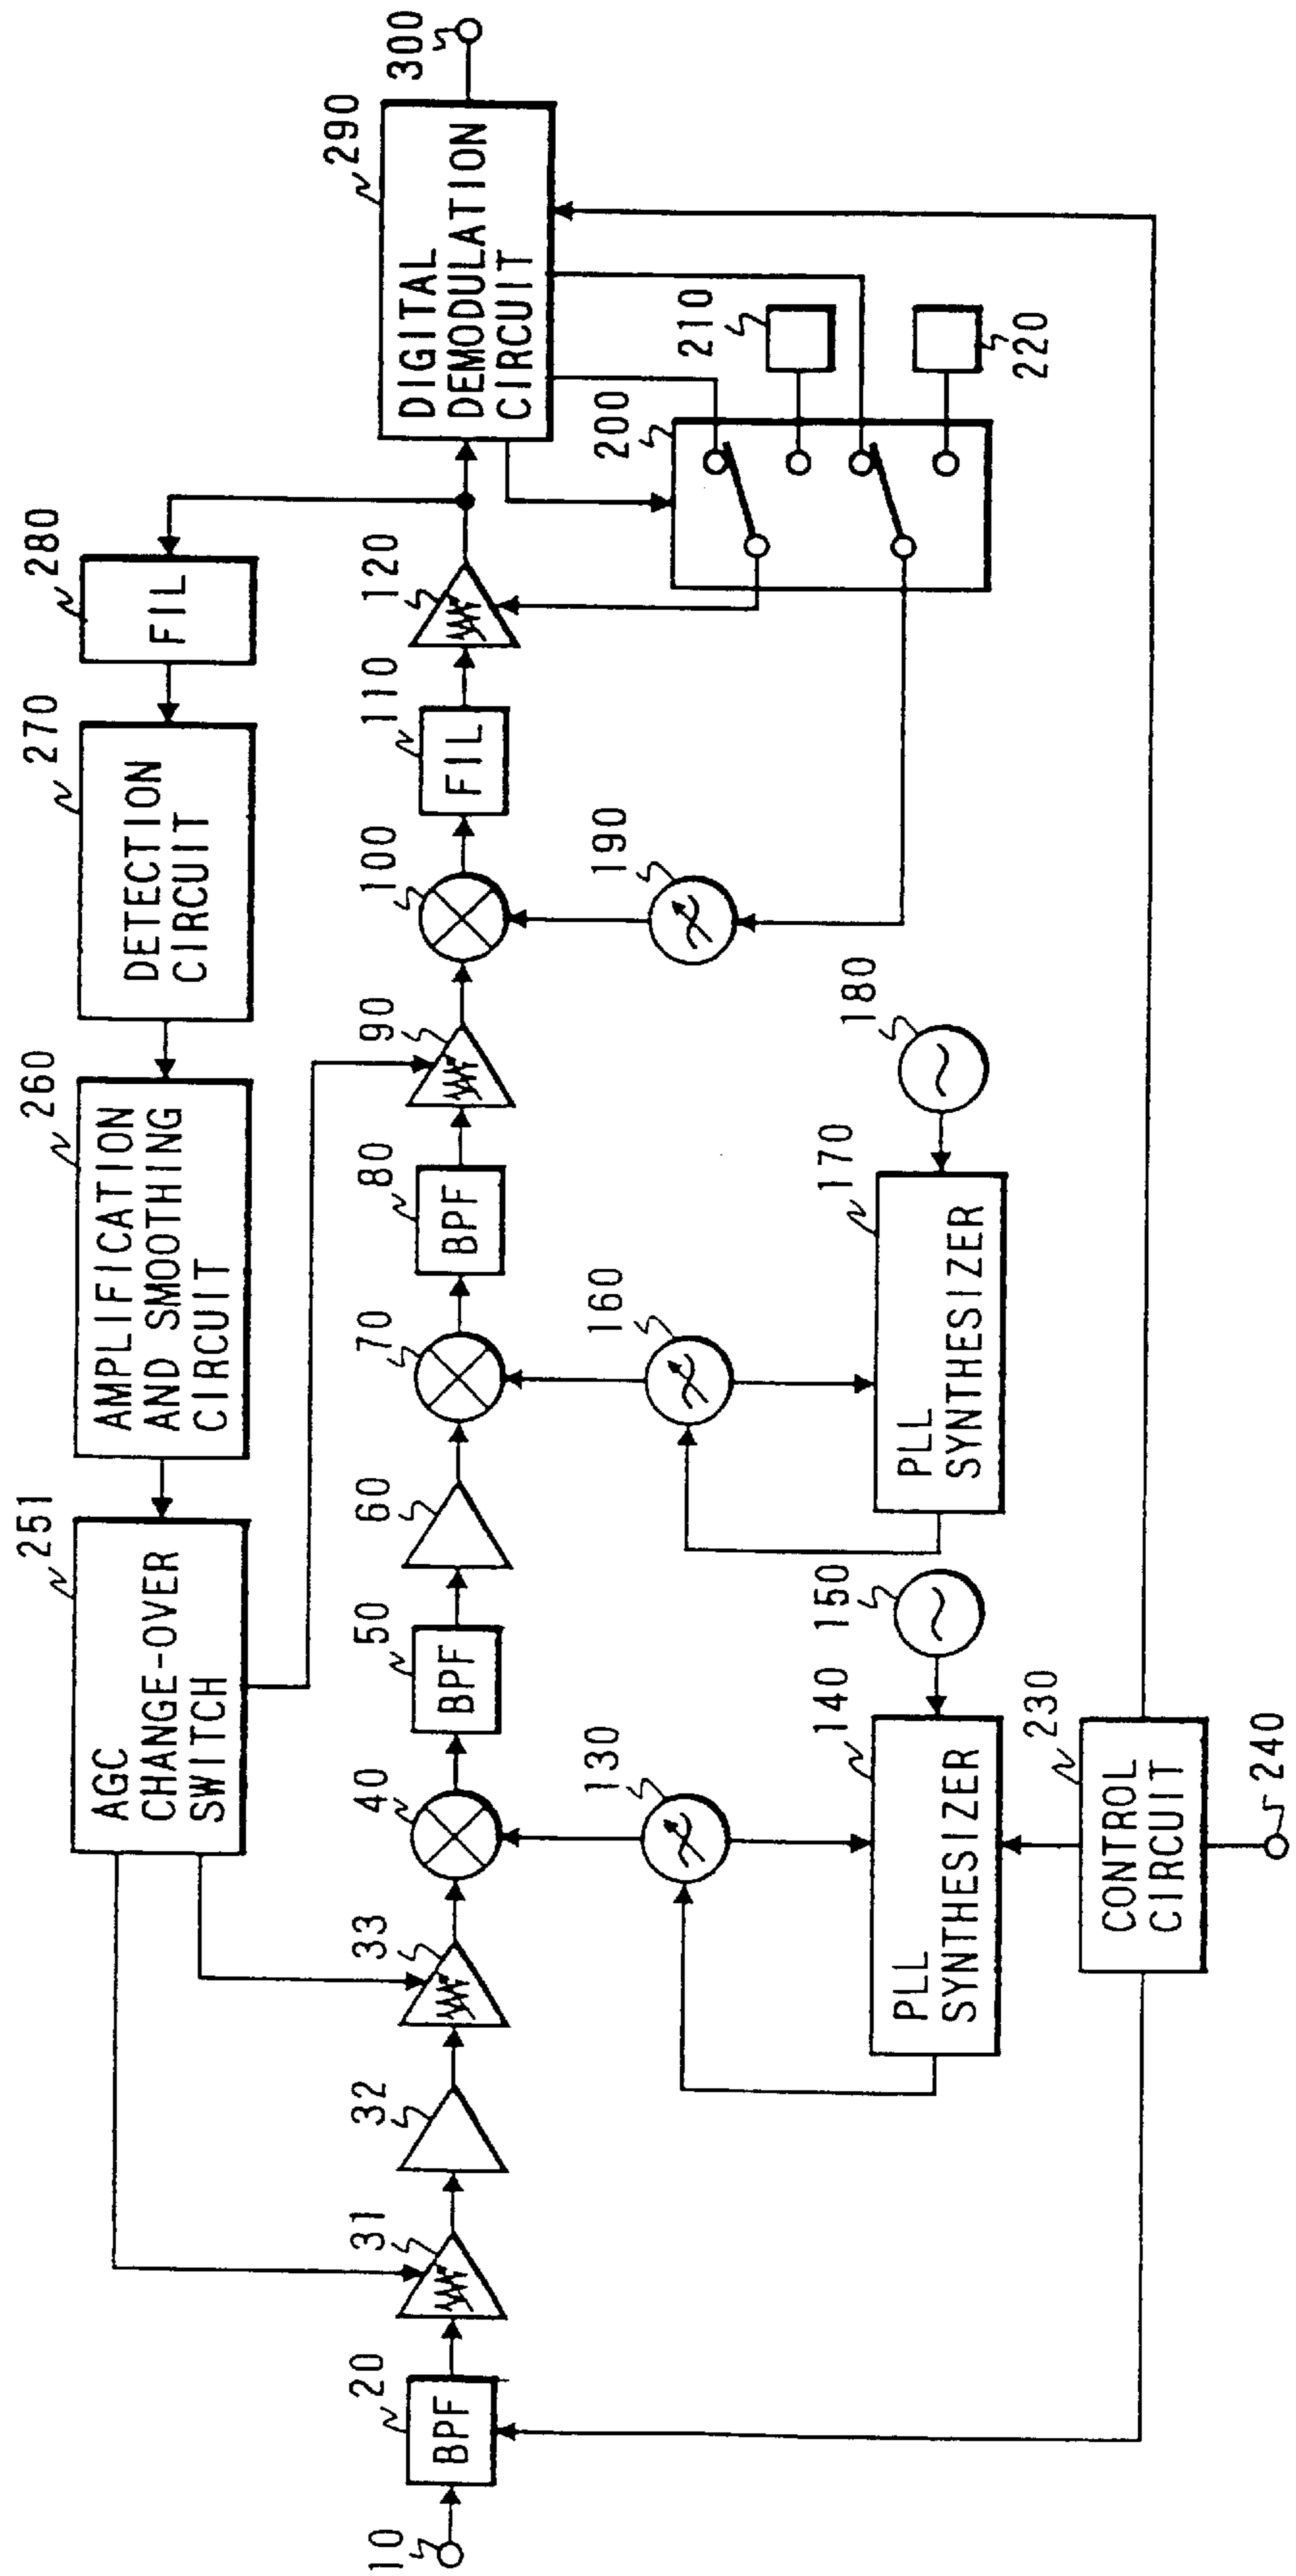 251
AGC
CHANGE-OVER
SWITCH
260
AMPLIFICATION
AND SMOOTHING
CIRCUIT
270
DETECTION
CIRCUIT
280
FIL
290
DIGITAL
DEMODULATION
CIRCUIT
300
10
20
BPF
31
32
33
40
50
BPF
60
70
80
BPF
90
100
110
FIL
120
130
160
190
200
210
220
140
PLL
SYNTHESIZER
150
170
PLL
SYNTHESIZER
180
230
CONTROL
CIRCUIT
240